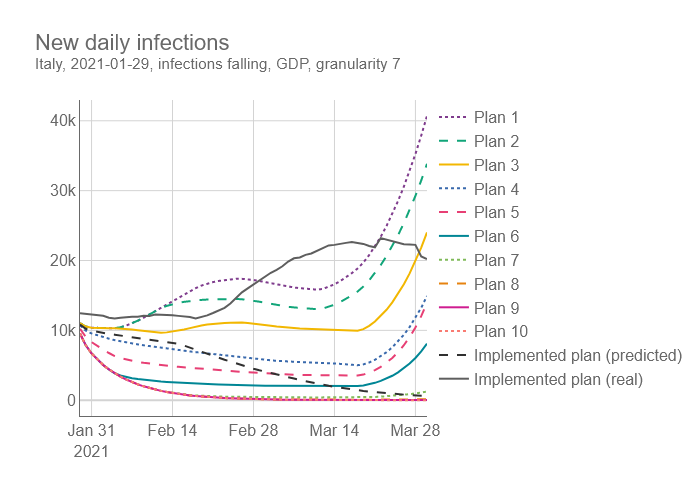 New daily infections
Italy, 2021-01-29, infections falling, GDP, granularity 7
40k
30k
20k
10k
0
Jan 31
2021
Feb 14
Feb 28
Mar 14
Mar 28
Plan 1
Plan 2
Plan 3
Plan 4
Plan 5
Plan 6
Plan 7
Plan 8
Plan 9
Plan 10
Implemented plan (predicted)
Implemented plan (real)